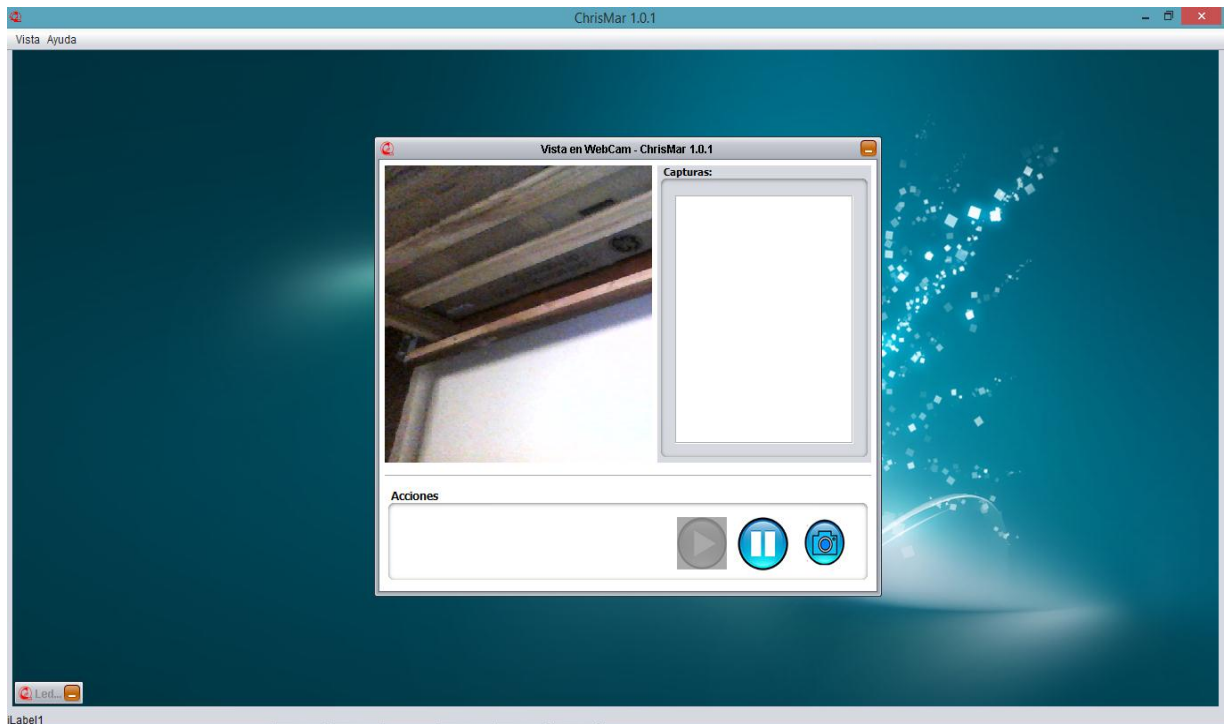 ChrisMar 1.0.1
Vista Ayuda
Vista en WebCam - ChrisMar 1.0.1
Capturas:
Acciones
Led...
jLabel1